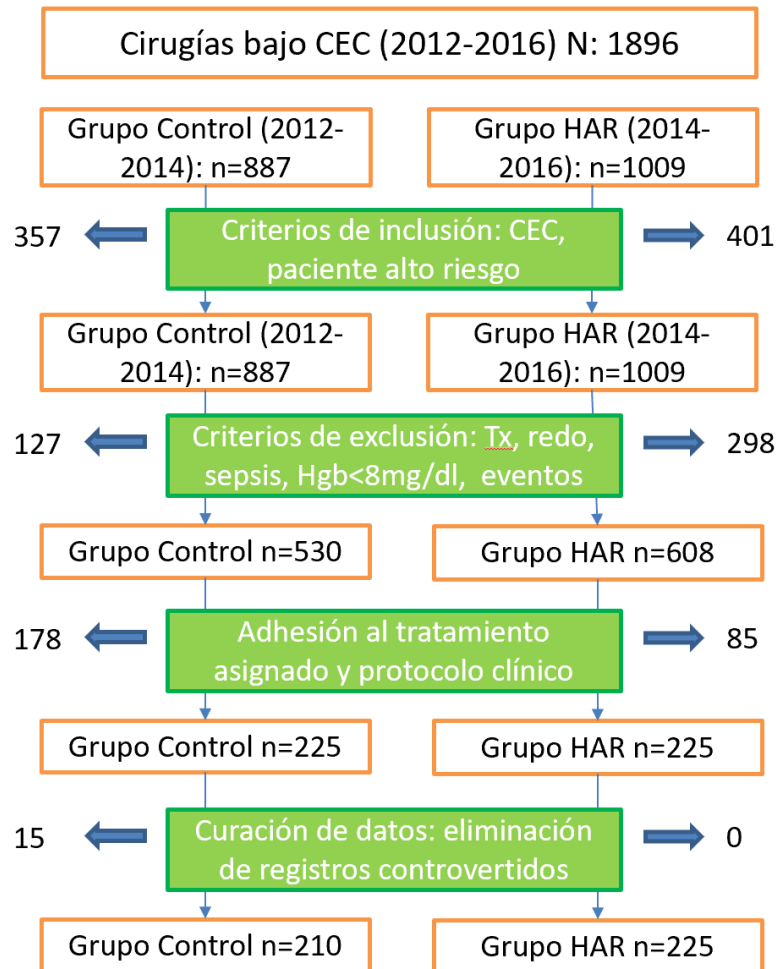 Cirugías bajo CEC (2012-2016) N: 1896
Grupo Control (2012-
2014): n=887
Grupo HAR (2014-
2016): n=1009
357
Criterios de inclusión: CEC,
paciente alto riesgo
401
Grupo Control (2012-
2014): n=887
Grupo HAR (2014-
2016): n=1009
127
Criterios de exclusión: Tx, redo,
sepsis, Hgb<8mg/dl, eventos
298
Grupo Control n=530
Grupo HAR n=608
178
Adhesión al tratamiento
asignado y protocolo clínico
85
Grupo Control n=225
Grupo HAR n=225
15
Curación de datos: eliminación
de registros controvertidos
0
Grupo Control n=210
Grupo HAR n=225